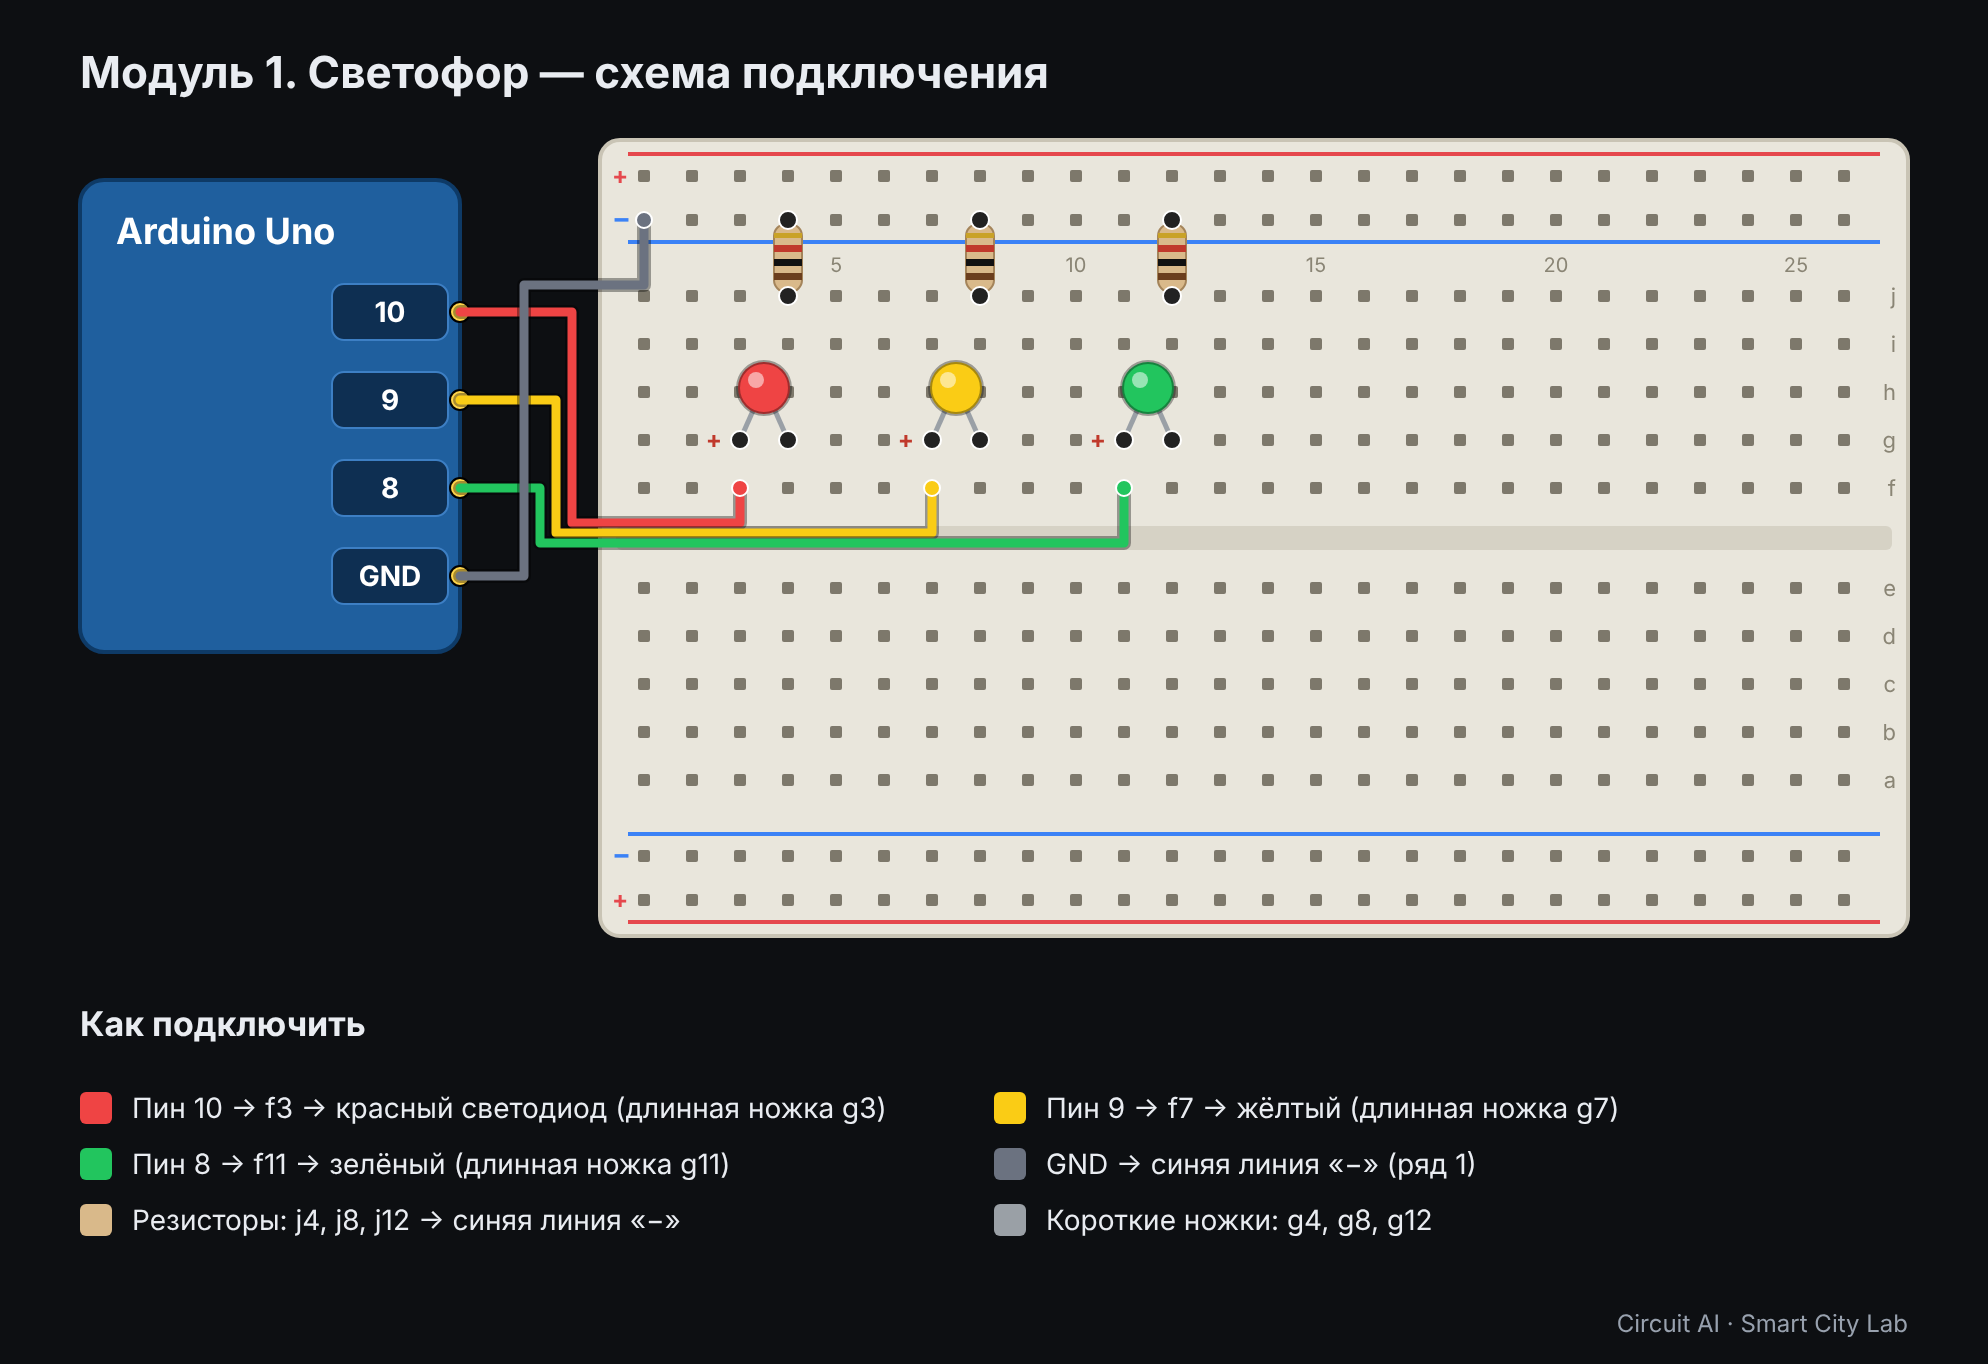 Модуль 1. Светофор — схема подключения
Arduino Uno
10
9
8
GND
+
−
5 10 15 20 25
j
i
h
+ + + g
f
e
d
c
b
a
−
+
Как подключить
Пин 10 → f3 → красный светодиод (длинная ножка g3)
Пин 9 → f7 → жёлтый (длинная ножка g7)
Пин 8 → f11 → зелёный (длинная ножка g11)
GND → синяя линия «−» (ряд 1)
Резисторы: j4, j8, j12 → синяя линия «−»
Короткие ножки: g4, g8, g12
Circuit AI · Smart City Lab